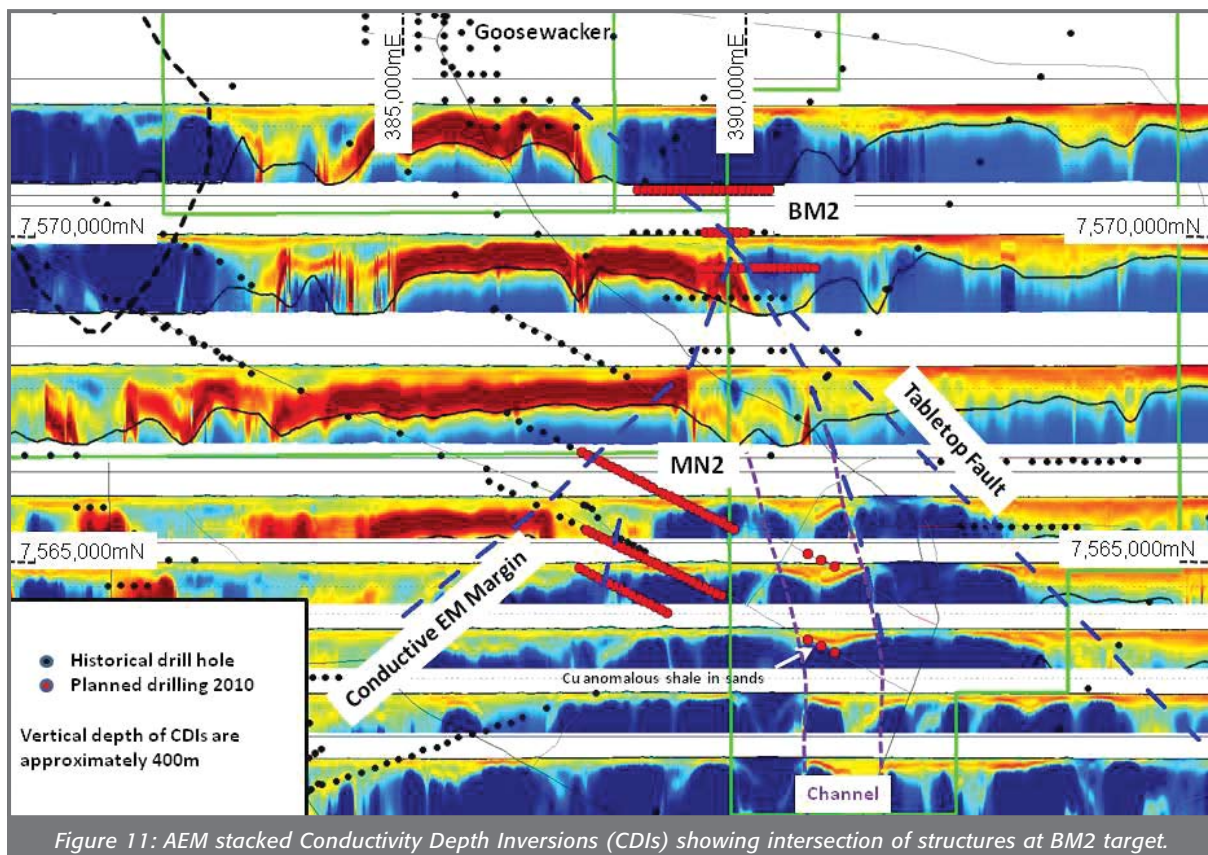 Goosewacker
385,000mE
390,000mE
BM2
7,570,000mN
7,570,000mN
Tabletop Fault
MN2
7,565,000mN
7,565,000mN
Conductive EM Margin
Historical drill hole
Planned drilling 2010
Vertical depth of CDIs are
approximately 400m
Cu anomalous shale in sands
Channel
Figure 11: AEM stacked Conductivity Depth Inversions (CDIs) showing intersection of structures at BM2 target.